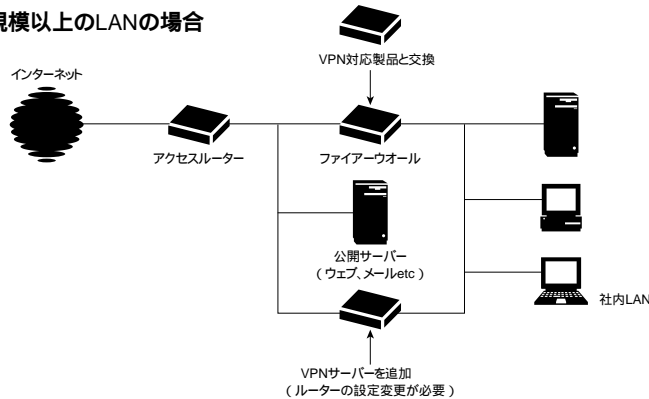 規模以上のLANの場合
VPN対応製品と交換
インターネット
アクセスルーター
ファイアーウオール
公開サーバー
（ウェブ、メールetc）
社内LAN
VPNサーバーを追加
（ルーターの設定変更が必要）